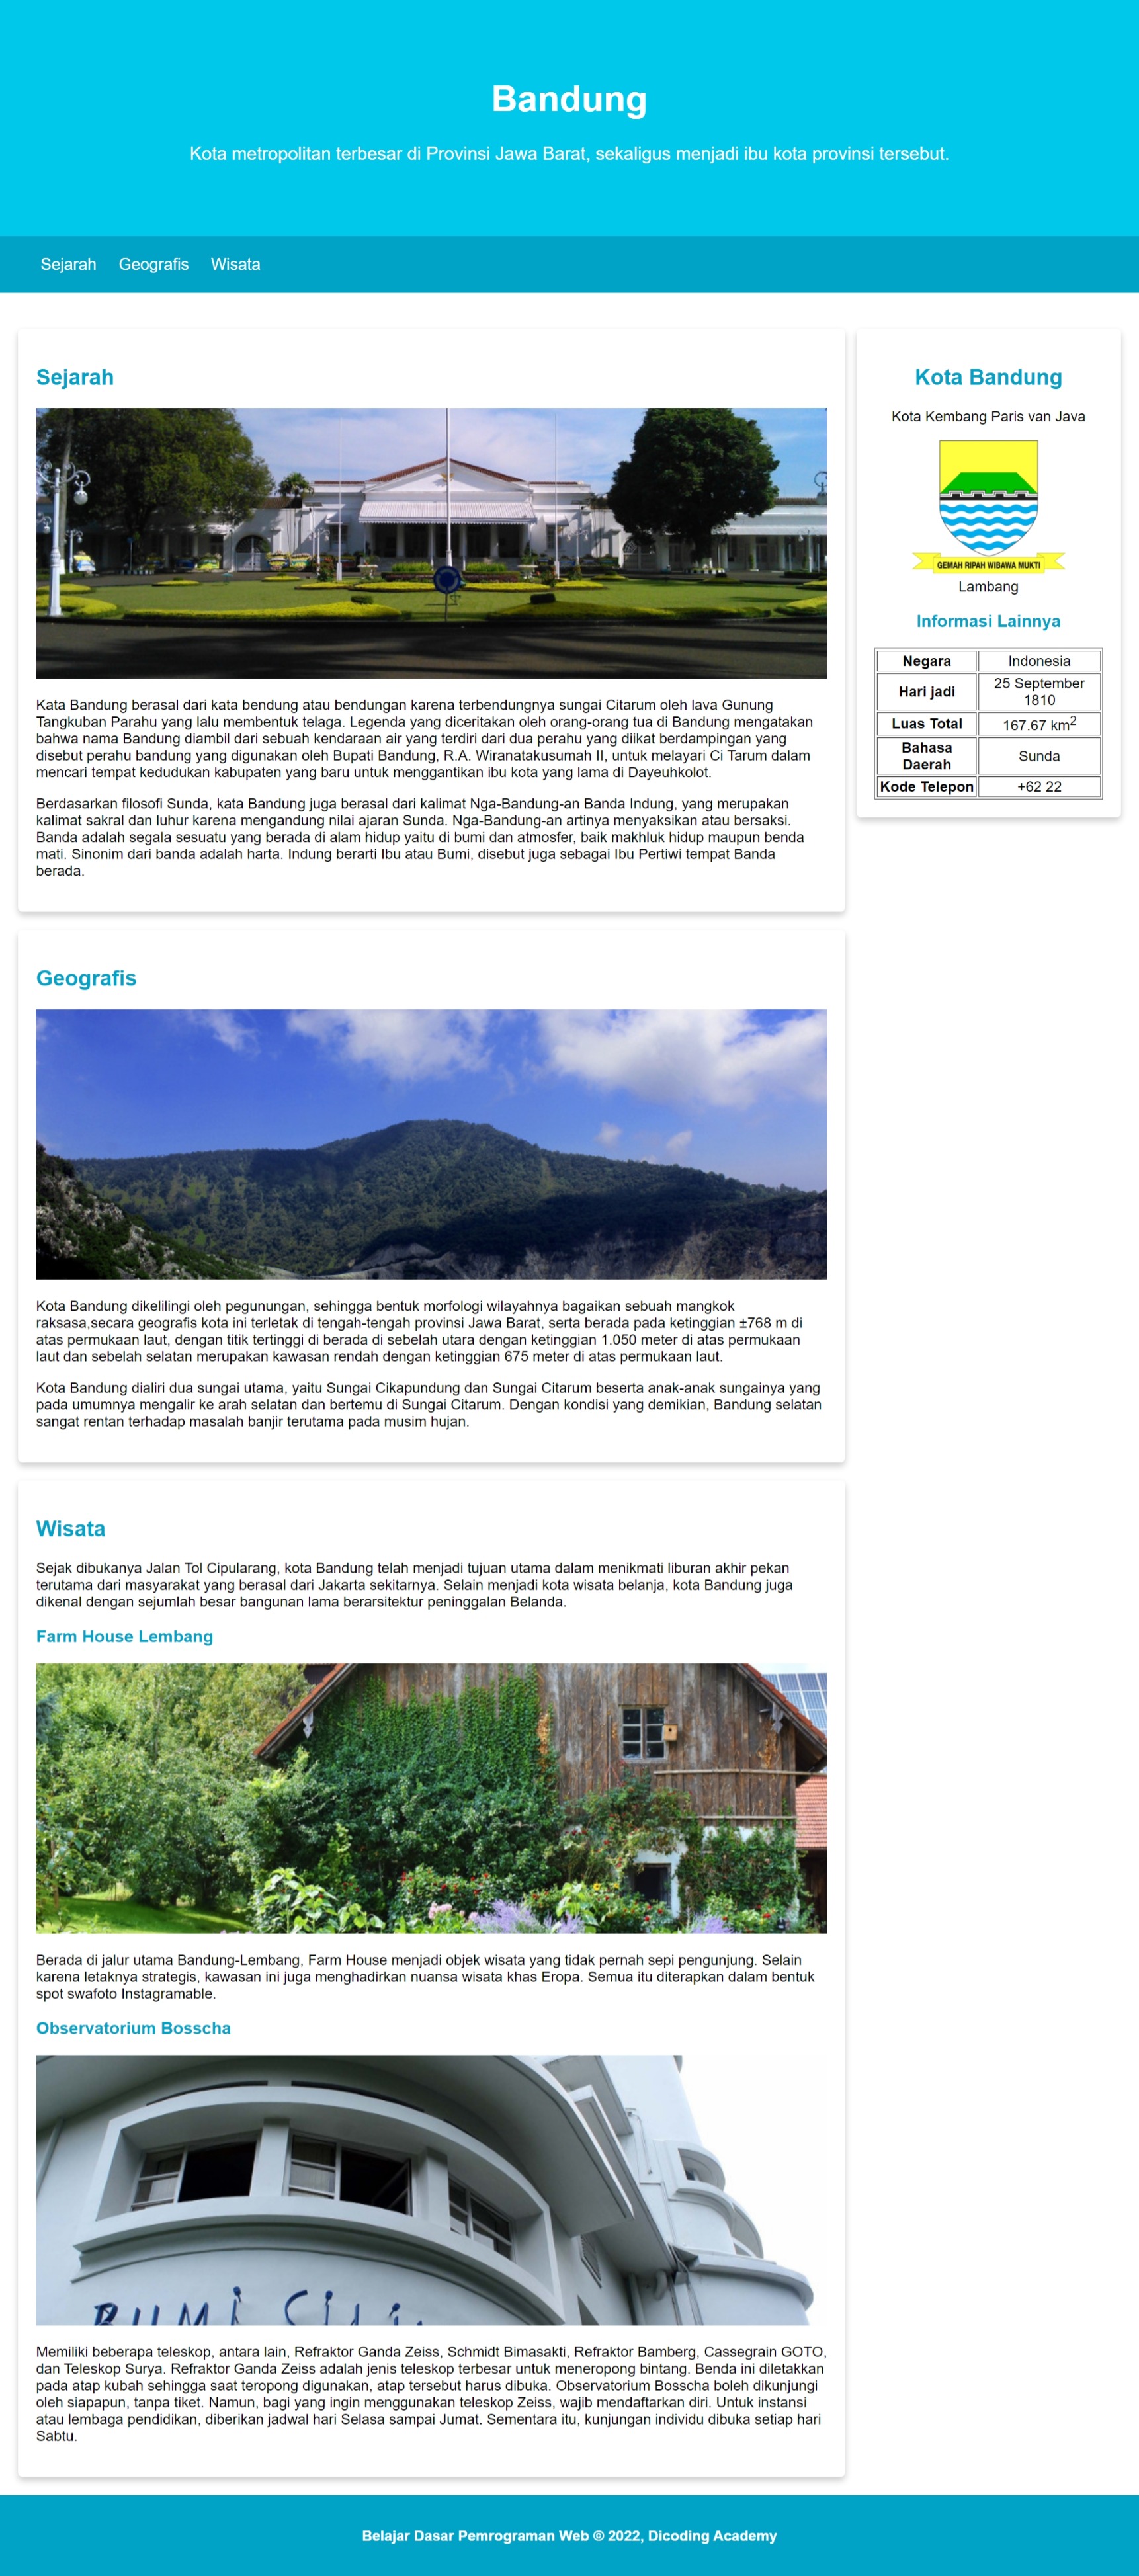 Bandung
Kota metropolitan terbesar di Provinsi Jawa Barat, sekaligus menjadi ibu kota provinsi tersebut.
Sejarah
Geografis
Wisata
Sejarah
Kata Bandung berasal dari kata bendung atau bendungan karena terbendungnya sungai Citarum oleh lava Gunung
Tangkuban Parahu yang lalu membentuk telaga. Legenda yang diceritakan oleh orang-orang tua di Bandung mengatakan
bahwa nama Bandung diambil dari sebuah kendaraan air yang terdiri dari dua perahu yang diikat berdampingan yang
disebut perahu bandung yang digunakan oleh Bupati Bandung, R.A. Wiranatakusumah II, untuk melayari Ci Tarum dalam
mencari tempat kedudukan kabupaten yang baru untuk menggantikan ibu kota yang lama di Dayeuhkolot.
Berdasarkan filosofi Sunda, kata Bandung juga berasal dari kalimat Nga-Bandung-an Banda Indung, yang merupakan
kalimat sakral dan luhur karena mengandung nilai ajaran Sunda. Nga-Bandung-an artinya menyaksikan atau bersaksi.
Banda adalah segala sesuatu yang berada di alam hidup yaitu di bumi dan atmosfer, baik makhluk hidup maupun benda
mati. Sinonim dari banda adalah harta. Indung berarti Ibu atau Bumi, disebut juga sebagai Ibu Pertiwi tempat Banda
berada.
Geografis
Kota Bandung dikelilingi oleh pegunungan, sehingga bentuk morfologi wilayahnya bagaikan sebuah mangkok
raksasa,secara geografis kota ini terletak di tengah-tengah provinsi Jawa Barat, serta berada pada ketinggian ±768 m di
atas permukaan laut, dengan titik tertinggi di berada di sebelah utara dengan ketinggian 1.050 meter di atas permukaan
laut dan sebelah selatan merupakan kawasan rendah dengan ketinggian 675 meter di atas permukaan laut.
Kota Bandung dialiri dua sungai utama, yaitu Sungai Cikapundung dan Sungai Citarum beserta anak-anak sungainya yang
pada umumnya mengalir ke arah selatan dan bertemu di Sungai Citarum. Dengan kondisi yang demikian, Bandung selatan
sangat rentan terhadap masalah banjir terutama pada musim hujan.
Wisata
Sejak dibukanya Jalan Tol Cipularang, kota Bandung telah menjadi tujuan utama dalam menikmati liburan akhir pekan
terutama dari masyarakat yang berasal dari Jakarta sekitarnya. Selain menjadi kota wisata belanja, kota Bandung juga
dikenal dengan sejumlah besar bangunan lama berarsitektur peninggalan Belanda.
Farm House Lembang
Berada di jalur utama Bandung-Lembang, Farm House menjadi objek wisata yang tidak pernah sepi pengunjung. Selain
karena letaknya strategis, kawasan ini juga menghadirkan nuansa wisata khas Eropa. Semua itu diterapkan dalam bentuk
spot swafoto Instagramable.
Observatorium Bosscha
Memiliki beberapa teleskop, antara lain, Refraktor Ganda Zeiss, Schmidt Bimasakti, Refraktor Bamberg, Cassegrain GOTO,
dan Teleskop Surya. Refraktor Ganda Zeiss adalah jenis teleskop terbesar untuk meneropong bintang. Benda ini diletakkan
pada atap kubah sehingga saat teropong digunakan, atap tersebut harus dibuka. Observatorium Bosscha boleh dikunjungi
oleh siapapun, tanpa tiket. Namun, bagi yang ingin menggunakan teleskop Zeiss, wajib mendaftarkan diri. Untuk instansi
atau lembaga pendidikan, diberikan jadwal hari Selasa sampai Jumat. Sementara itu, kunjungan individu dibuka setiap hari
Sabtu.
Kota Bandung
Kota Kembang Paris van Java
GEMAH RIPAH WIBAWA MUKTI
Lambang
Informasi Lainnya
Negara Indonesia
Hari jadi 25 September
1810
Luas Total 167.67 km²
Bahasa
Daerah Sunda
Kode Telepon +62 22
Belajar Dasar Pemrograman Web © 2022, Dicoding Academy